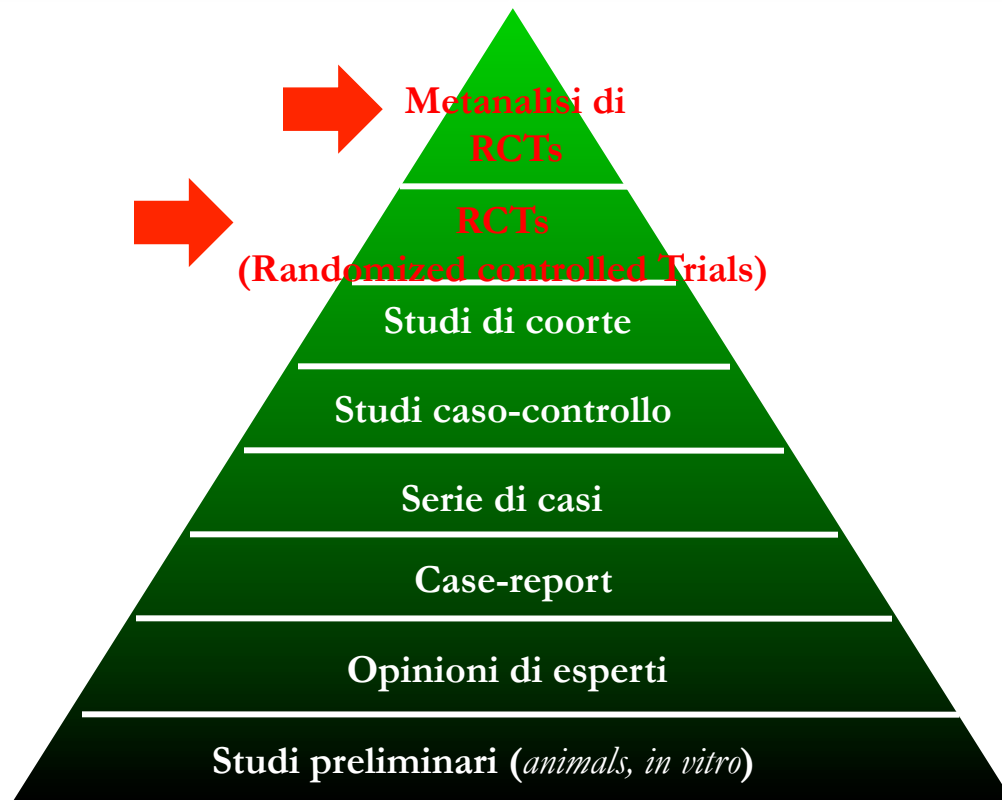 Metanalisi di
RCTs
RCTs
(Randomized controlled Trials)
Studi di coorte
Studi caso-controllo
Serie di casi
Case-report
Opinioni di esperti
Studi preliminari (animals, in vitro)